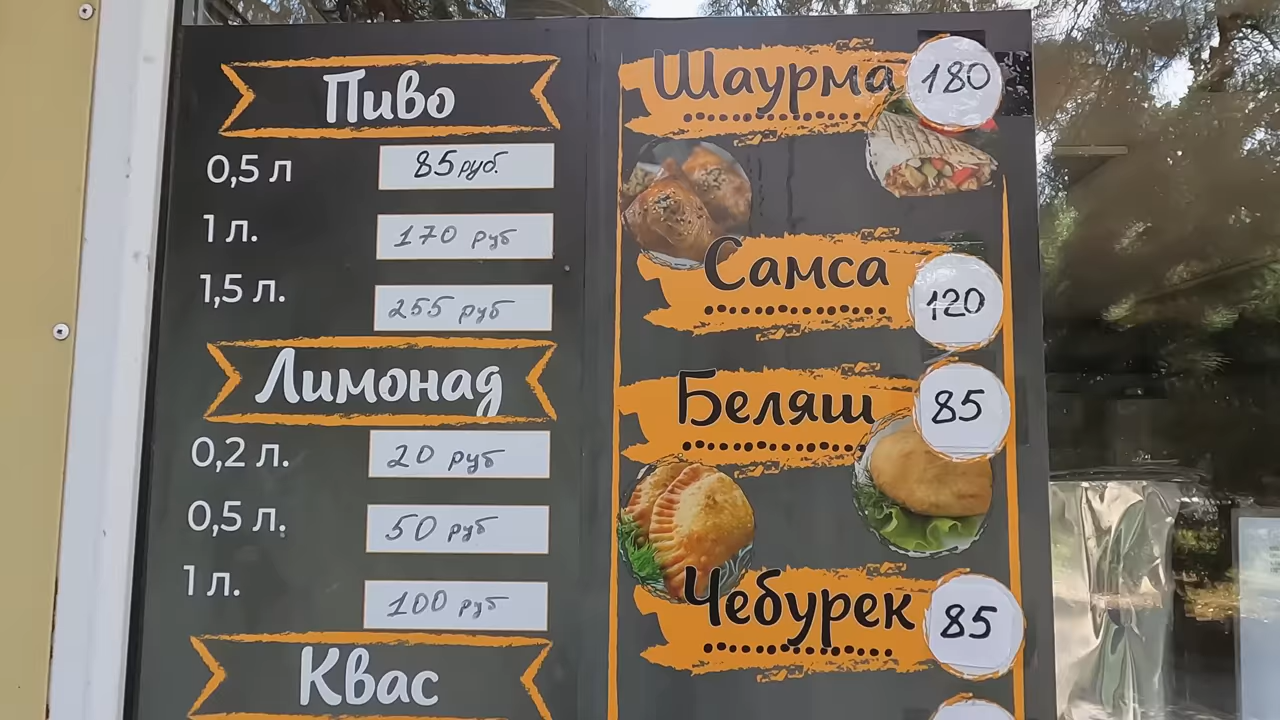 Пиво
0,5 л 85 руб.
1 л. 170 руб
1,5 л. 255 руб
Лимонад
0,2 л. 20 руб
0,5 л. 50 руб
1 л. 100 руб
Квас
Шаурма 180
Самса 120
Беляш 85
Чебурек 85